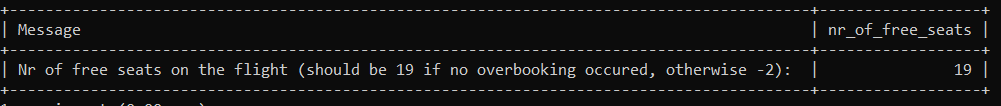 Message | nr_of_free_seats |
| Nr of free seats on the flight (should be 19 if no overbooking occured, otherwise -2): | 19 |